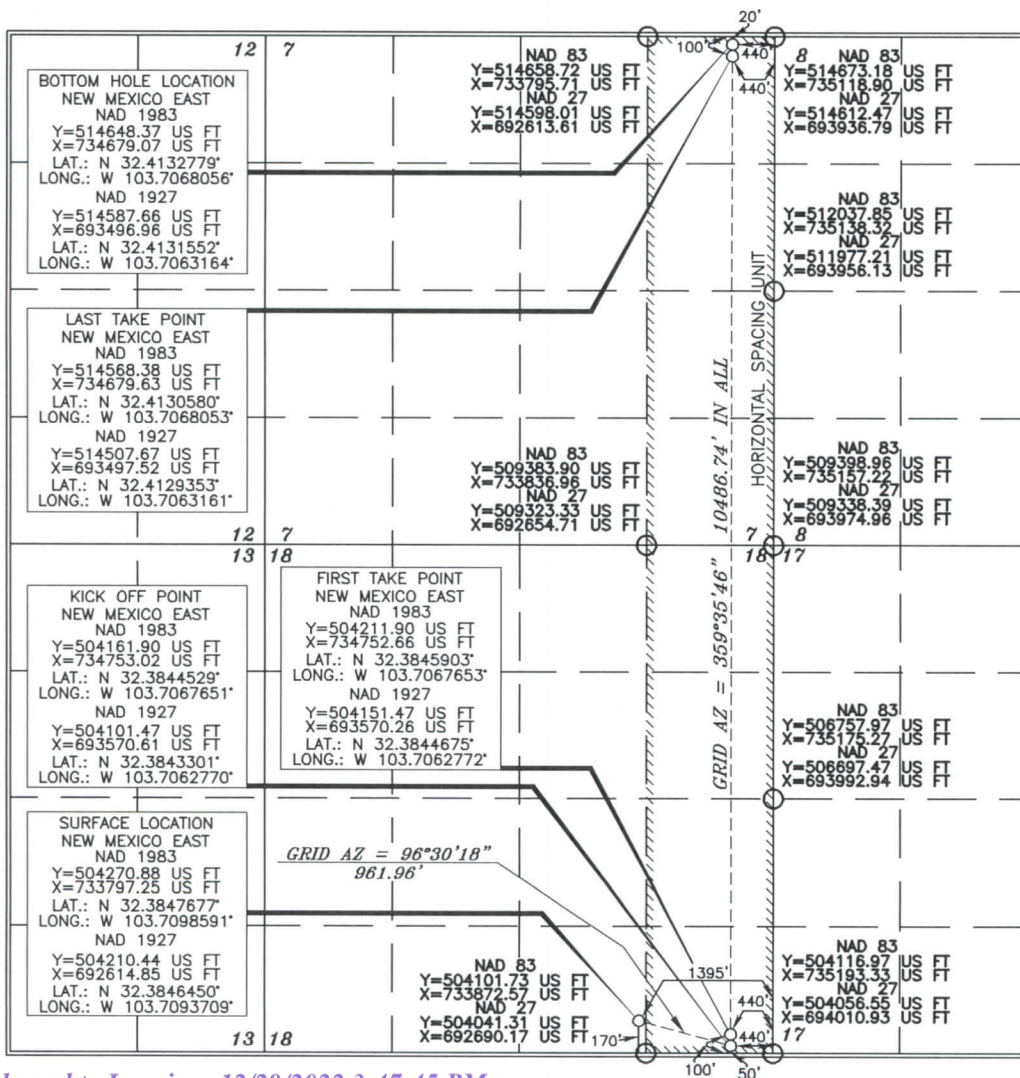 20'
12 7
NAD 83
Y=514658.72 US FT
X=733795.71 US FT
NAD 27
Y=514598.01 US FT
X=692613.61 US FT
100'
440'
8
440'
NAD 83
Y=514673.18 US FT
X=735118.90 US FT
NAD 27
Y=514612.47 US FT
X=693936.79 US FT
BOTTOM HOLE LOCATION
NEW MEXICO EAST
NAD 1983
Y=514648.37 US FT
X=734679.07 US FT
LAT.: N 32.4132779°
LONG.: W 103.7068056°
NAD 1927
Y=514587.66 US FT
X=693496.96 US FT
LAT.: N 32.4131552°
LONG.: W 103.7063164°
NAD 83
Y=512037.85 US FT
X=735138.32 US FT
NAD 27
Y=511977.21 US FT
X=693956.13 US FT
LAST TAKE POINT
NEW MEXICO EAST
NAD 1983
Y=514568.38 US FT
X=734679.63 US FT
LAT.: N 32.4130580°
LONG.: W 103.7068053°
NAD 1927
Y=514507.67 US FT
X=693497.52 US FT
LAT.: N 32.4129353°
LONG.: W 103.7063161°
HORIZONTAL SPACING UNIT
GRID AZ = 359°35'46" 10486.74' IN ALL
NAD 83
Y=509383.90 US FT
X=733836.96 US FT
NAD 27
Y=509323.33 US FT
X=692654.71 US FT
NAD 83
Y=509398.96 US FT
X=735157.22 US FT
NAD 27
Y=509338.39 US FT
X=693974.96 US FT
12 7
13 18
7 8
18 17
KICK OFF POINT
NEW MEXICO EAST
NAD 1983
Y=504161.90 US FT
X=734753.02 US FT
LAT.: N 32.3844529°
LONG.: W 103.7067651°
NAD 1927
Y=504101.47 US FT
X=693570.61 US FT
LAT.: N 32.3843301°
LONG.: W 103.7062770°
FIRST TAKE POINT
NEW MEXICO EAST
NAD 1983
Y=504211.90 US FT
X=734752.66 US FT
LAT.: N 32.3845903°
LONG.: W 103.7067653°
NAD 1927
Y=504151.47 US FT
X=693570.26 US FT
LAT.: N 32.3844675°
LONG.: W 103.7062772°
NAD 83
Y=506757.97 US FT
X=735175.27 US FT
NAD 27
Y=506697.47 US FT
X=693992.94 US FT
SURFACE LOCATION
NEW MEXICO EAST
NAD 1983
Y=504270.88 US FT
X=733797.25 US FT
LAT.: N 32.3847677°
LONG.: W 103.7098591°
NAD 1927
Y=504210.44 US FT
X=692614.85 US FT
LAT.: N 32.3846450°
LONG.: W 103.7093709°
GRID AZ = 96°30'18"
961.96'
NAD 83
Y=504101.73 US FT
X=733872.57 US FT
NAD 27
Y=504041.31 US FT
X=692690.17 US FT
1395'
440'
440'
170'
100'
50'
NAD 83
Y=504116.97 US FT
X=735193.33 US FT
NAD 27
Y=504056.55 US FT
X=694010.93 US FT
13 18
17